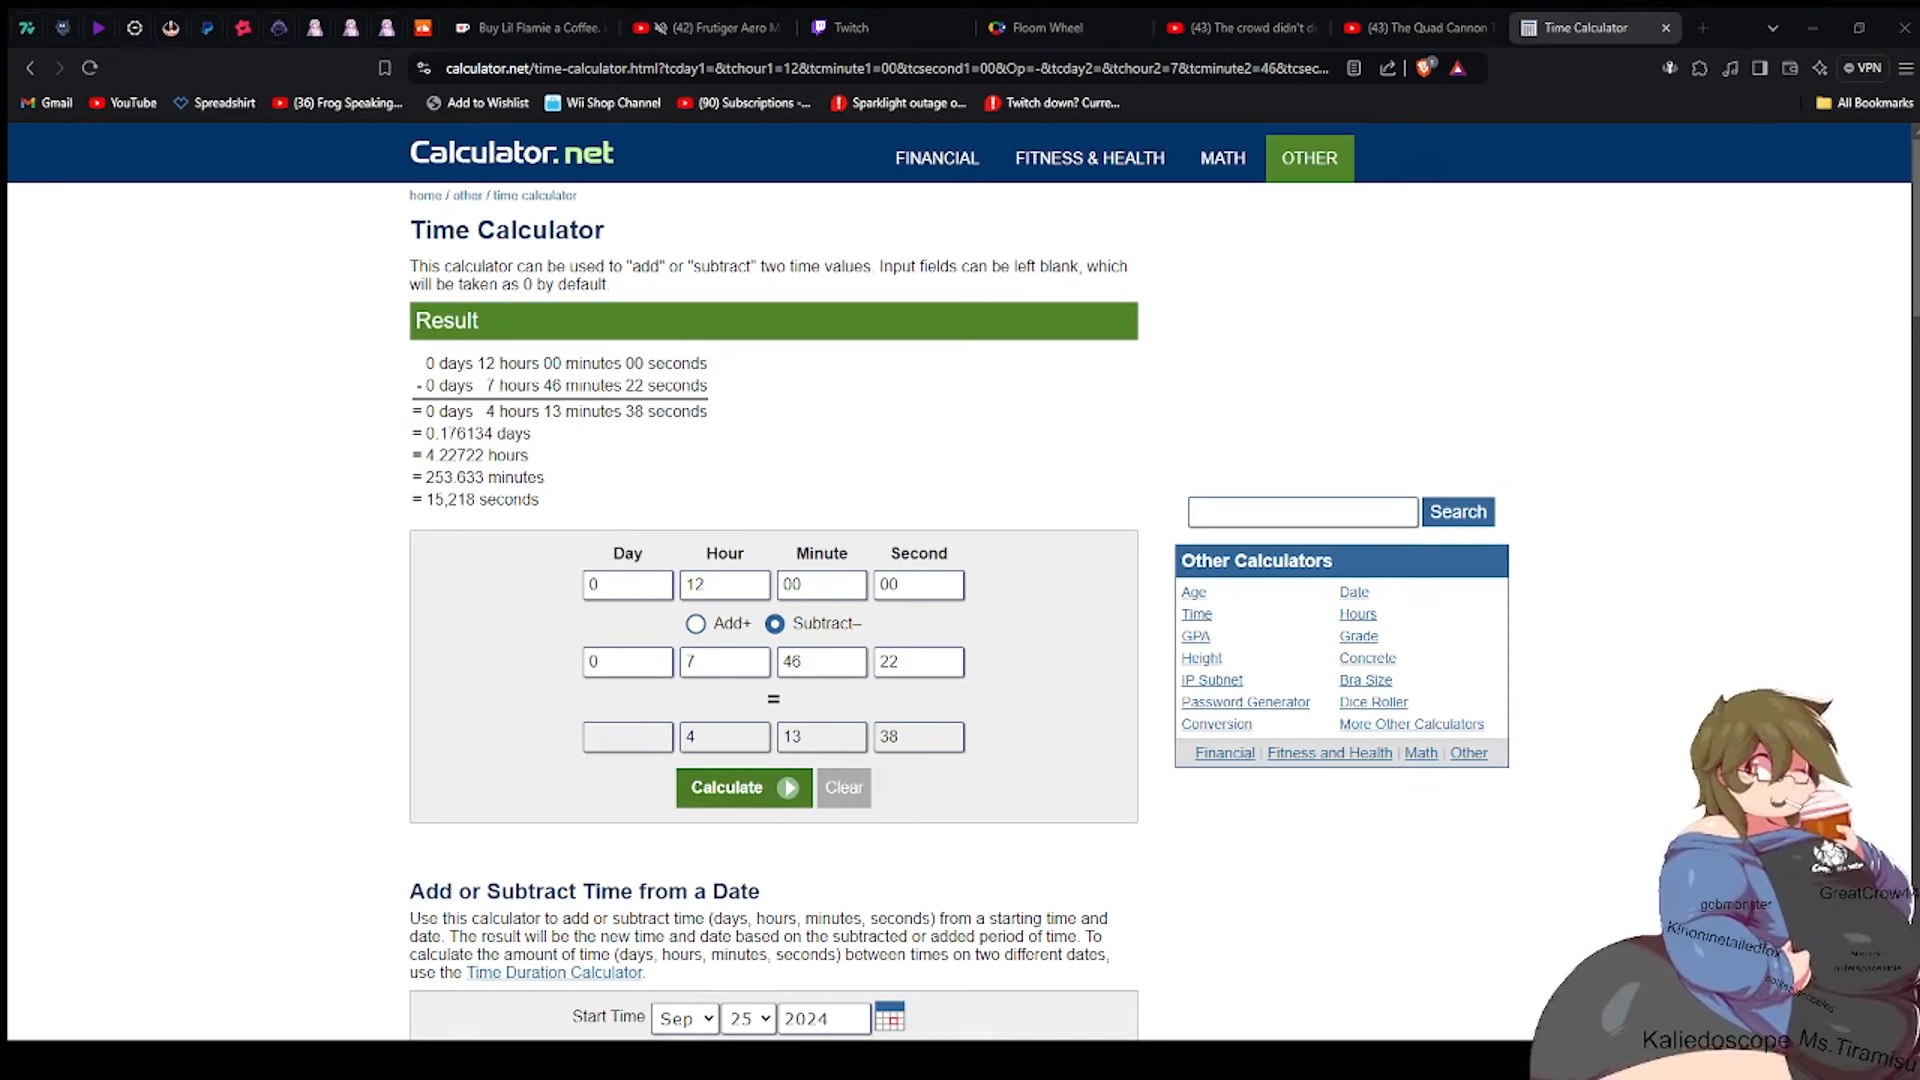 Buy Lil Flamie a Coffee.
(42) Frutiger Aero M
Twitch
Floom Wheel
(43) The crowd didn't d
(43) The Quad Cannon
Time Calculator
calculator.net/time-calculator.html?tcday1=&tchour1=12&tcminute1=00&tcsecond1=00&Op=-&tcday2=&tchour2=7&tcminute2=46&tcsec...
VPN
Gmail
YouTube
Spreadshirt
(36) Frog Speaking...
Add to Wishlist
Wii Shop Channel
(90) Subscriptions -...
Sparklight outage o...
Twitch down? Curre...
All Bookmarks
Calculator.net
FINANCIAL
FITNESS & HEALTH
MATH
OTHER
home / other / time calculator
Time Calculator
This calculator can be used to "add" or "subtract" two time values. Input fields can be left blank, which
will be taken as 0 by default.
Result
0 days 12 hours 00 minutes 00 seconds
- 0 days 7 hours 46 minutes 22 seconds
= 0 days 4 hours 13 minutes 38 seconds
= 0.176134 days
= 4.22722 hours
= 253.633 minutes
= 15,218 seconds
Day Hour Minute Second
0 12 00 00
Add+ Subtract–
0 7 46 22
=
4 13 38
Calculate Clear
Search
Other Calculators
Age Date
Time Hours
GPA Grade
Height Concrete
IP Subnet Bra Size
Password Generator Dice Roller
Conversion More Other Calculators
Financial | Fitness and Health | Math | Other
Add or Subtract Time from a Date
Use this calculator to add or subtract time (days, hours, minutes, seconds) from a starting time and
date. The result will be the new time and date based on the subtracted or added period of time. To
calculate the amount of time (days, hours, minutes, seconds) between times on two different dates,
use the Time Duration Calculator.
Start Time Sep 25 2024
GreatCrow44
gobmonster
Kinoninetailedfox
Kaliedoscope
Ms.Tiramisu